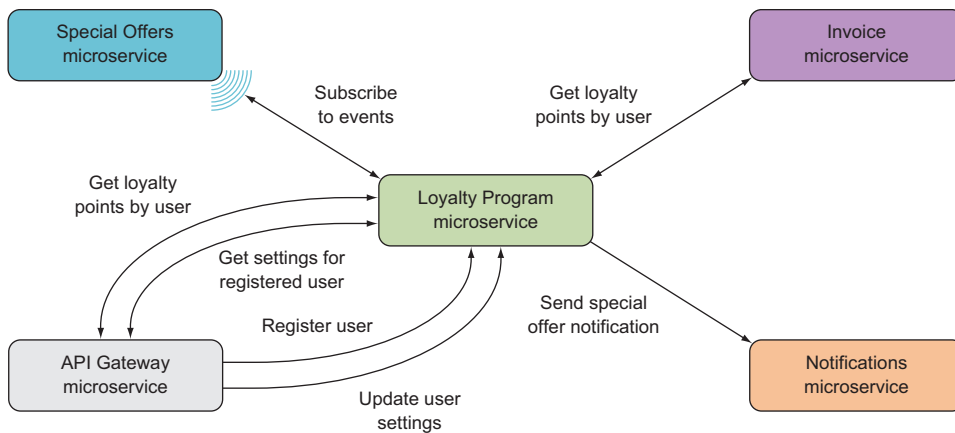 Special Offers
microservice
Invoice
microservice
Subscribe
to events
Get loyalty
points by user
Get loyalty
points by user
Loyalty Program
microservice
Get settings for
registered user
Send special
offer notification
Register user
API Gateway
microservice
Notifications
microservice
Update user
settings